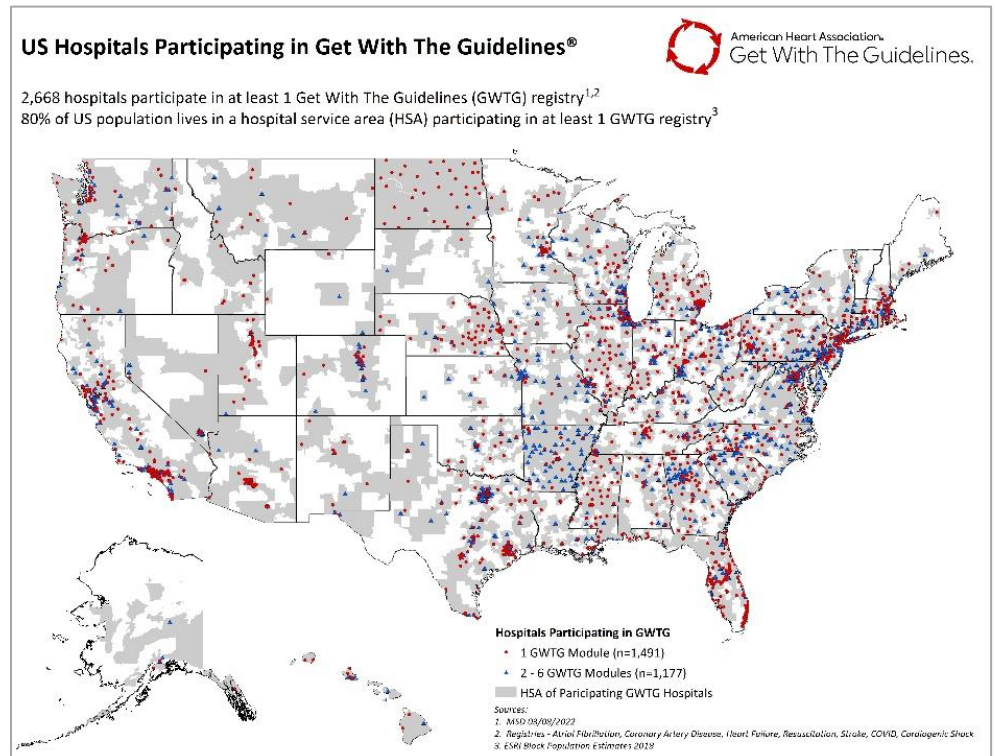 US Hospitals Participating in Get With The Guidelines®
American Heart Association®
Get With The Guidelines.
2,668 hospitals participate in at least 1 Get With The Guidelines (GWTG) registry1,2
80% of US population lives in a hospital service area (HSA) participating in at least 1 GWTG registry3
Hospitals Participating in GWTG
1 GWTG Module (n=1,491)
2 - 6 GWTG Modules (n=1,177)
HSA of Paricipating GWTG Hospitals
Sources:
1. MSD 03/08/2022
2. Registries - Atrial Fibrillation, Coronary Artery Disease, Heart Failure, Resuscitation, Stroke, COVID, Cardiogenic Shock
3. ESRI Block Population Estimates 2018